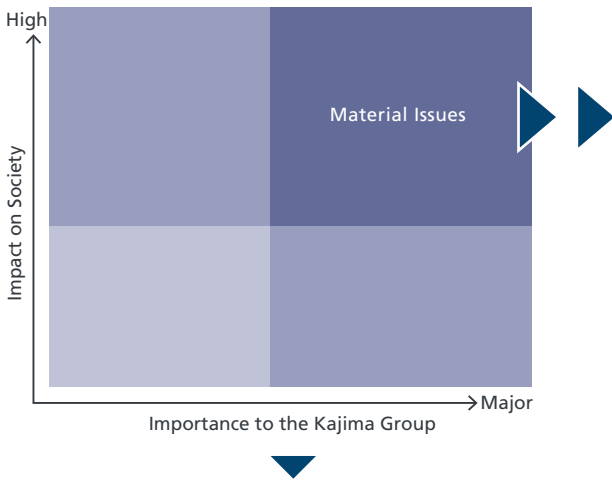 High
Material Issues
Impact on Society
Major
Importance to the Kajima Group